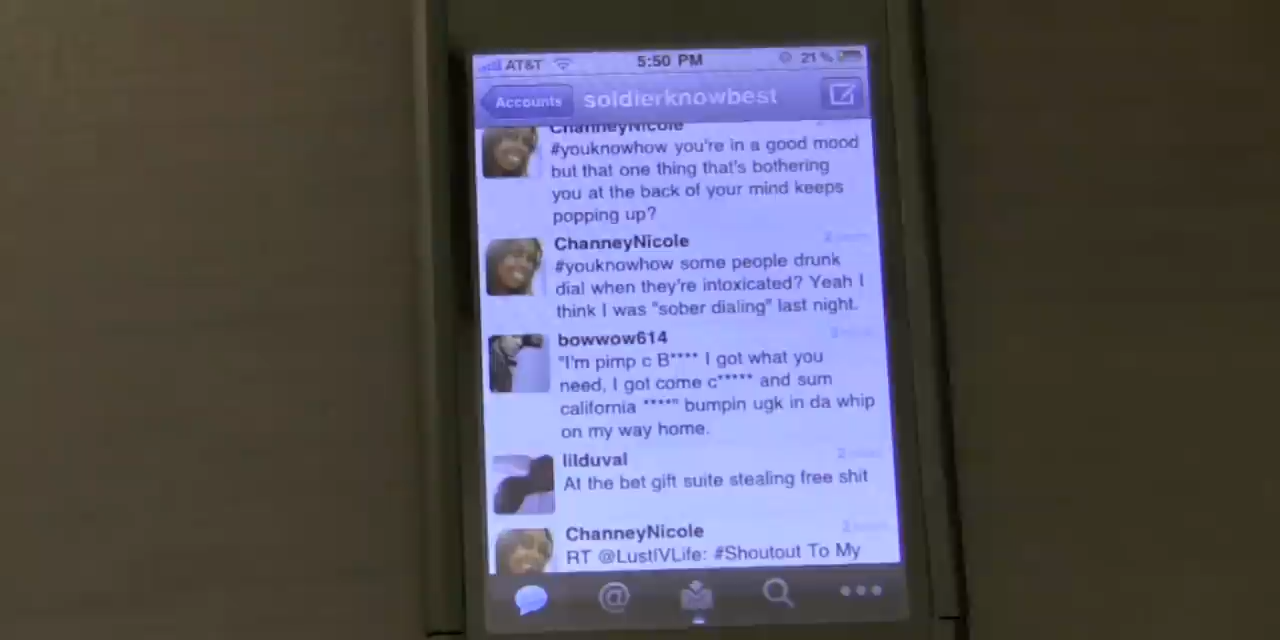 AT&T 5:50 PM 21%
Accounts soldierknowbest
ChanneyNicole
#youknowhow you're in a good mood
but that one thing that's bothering
you at the back of your mind keeps
popping up?
ChanneyNicole
#youknowhow some people drunk
dial when they're intoxicated? Yeah I
think I was "sober dialing" last night.
bowwow614
"I'm pimp c B**** I got what you
need, I got come c***** and sum
california ****" bumpin ugk in da whip
on my way home.
lilduval
At the bet gift suite stealing free shit
ChanneyNicole
RT @LustIVLife: #Shoutout To My